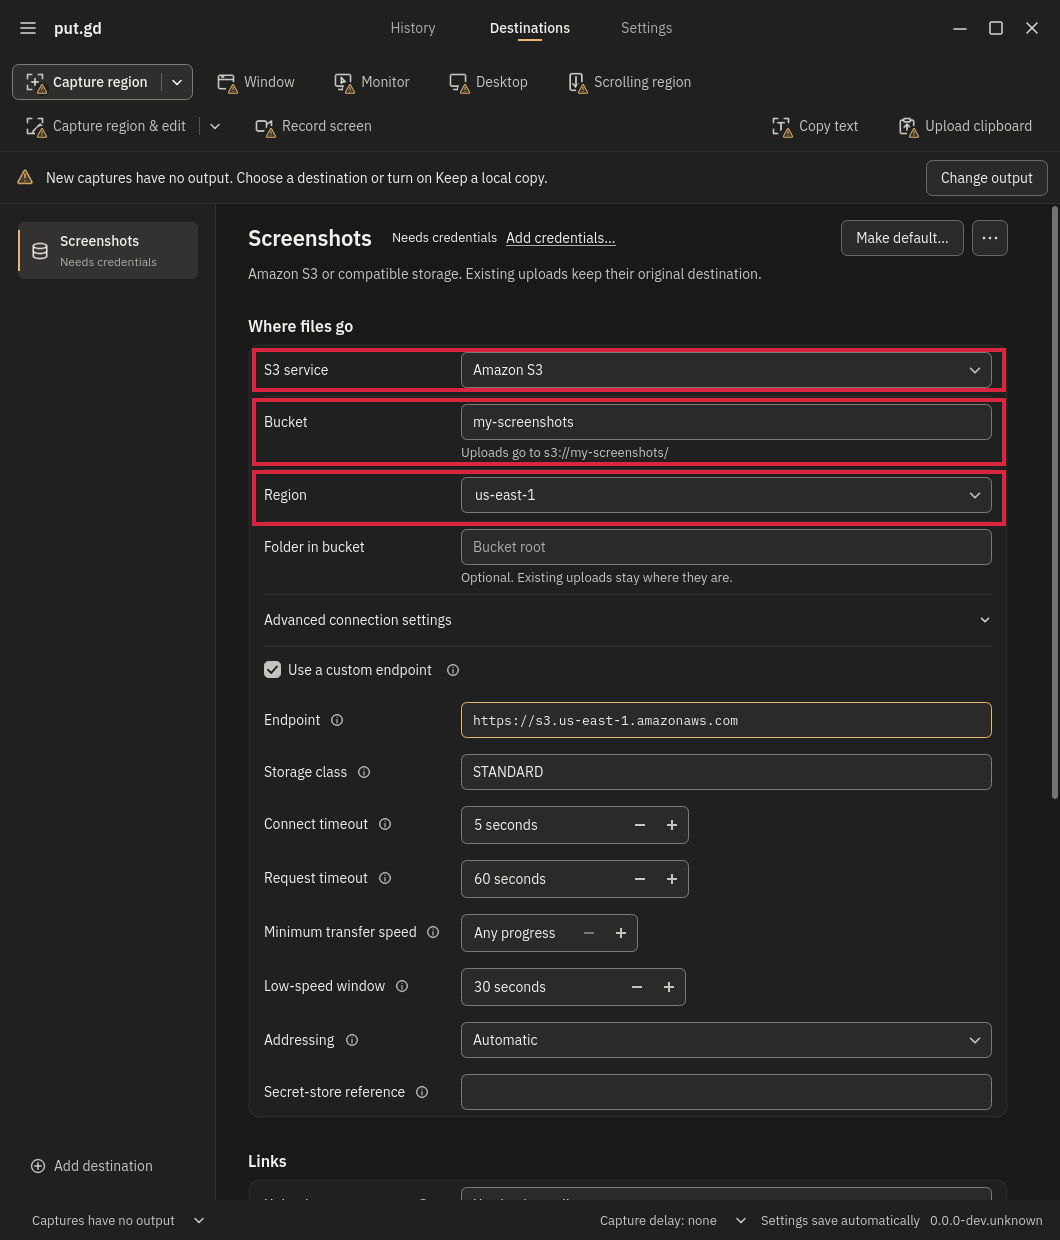 put.gd
History
Destinations
Settings
Capture region
Window
Monitor
Desktop
Scrolling region
Capture region & edit
Record screen
Copy text
Upload clipboard
New captures have no output. Choose a destination or turn on Keep a local copy.
Change output
Screenshots
Needs credentials
Screenshots
Needs credentials
Add credentials...
Make default...
Amazon S3 or compatible storage. Existing uploads keep their original destination.
Where files go
S3 service
Amazon S3
Bucket
my-screenshots
Uploads go to s3://my-screenshots/
Region
us-east-1
Folder in bucket
Bucket root
Optional. Existing uploads stay where they are.
Advanced connection settings
Use a custom endpoint
Endpoint
https://s3.us-east-1.amazonaws.com
Storage class
STANDARD
Connect timeout
5 seconds
Request timeout
60 seconds
Minimum transfer speed
Any progress
Low-speed window
30 seconds
Addressing
Automatic
Secret-store reference
Links
Add destination
Captures have no output
Capture delay: none
Settings save automatically
0.0.0-dev.unknown